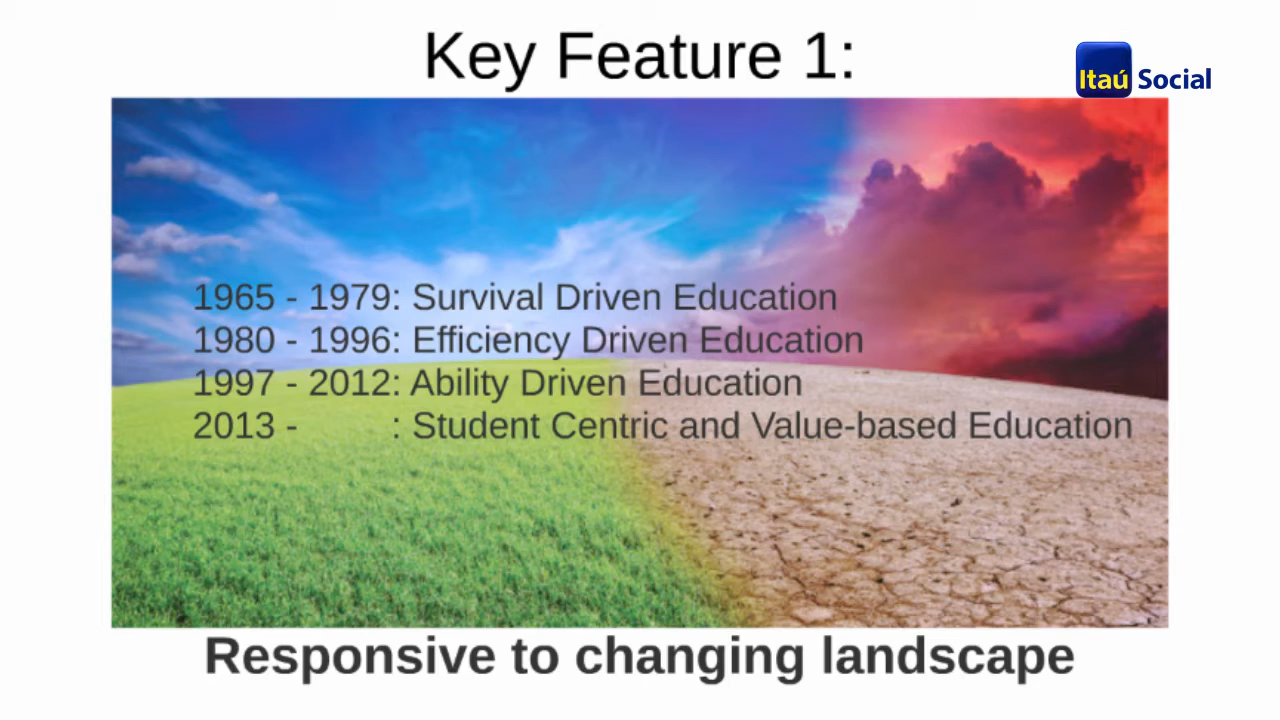 Key Feature 1:
Itaú Social
1965 - 1979: Survival Driven Education
1980 - 1996: Efficiency Driven Education
1997 - 2012: Ability Driven Education
2013 - : Student Centric and Value-based Education
Responsive to changing landscape